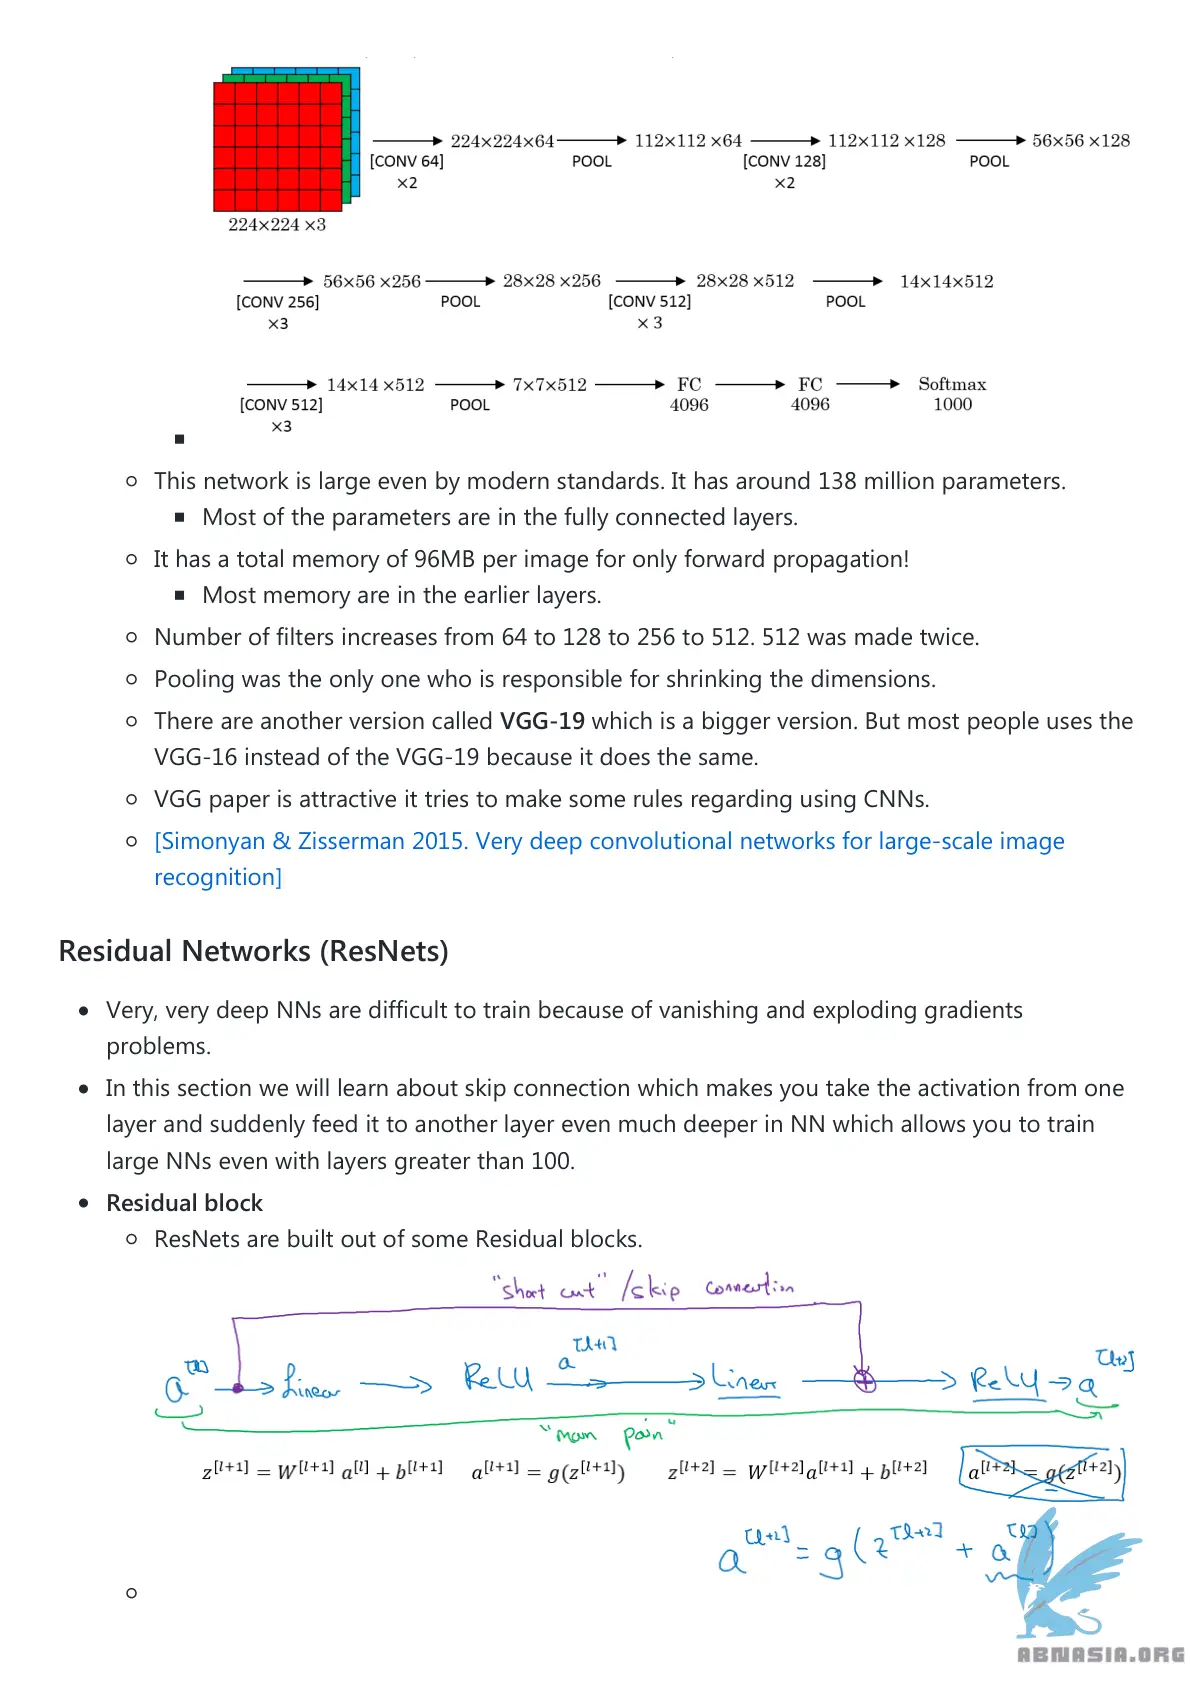 224×224×64 112×112 ×64 112×112 ×128 56×56 ×128
[CONV 64] POOL [CONV 128] POOL
×2 ×2
224×224 ×3
56×56 ×256 28×28 ×256 28×28 ×512 14×14×512
[CONV 256] POOL [CONV 512] POOL
×3 × 3
14×14 ×512 7×7×512 FC FC Softmax
[CONV 512] POOL 4096 4096 1000
×3
This network is large even by modern standards. It has around 138 million parameters.
Most of the parameters are in the fully connected layers.
It has a total memory of 96MB per image for only forward propagation!
Most memory are in the earlier layers.
Number of filters increases from 64 to 128 to 256 to 512. 512 was made twice.
Pooling was the only one who is responsible for shrinking the dimensions.
There are another version called VGG-19 which is a bigger version. But most people uses the
VGG-16 instead of the VGG-19 because it does the same.
VGG paper is attractive it tries to make some rules regarding using CNNs.
[Simonyan & Zisserman 2015. Very deep convolutional networks for large-scale image
recognition]
Residual Networks (ResNets)
Very, very deep NNs are difficult to train because of vanishing and exploding gradients
problems.
In this section we will learn about skip connection which makes you take the activation from one
layer and suddenly feed it to another layer even much deeper in NN which allows you to train
large NNs even with layers greater than 100.
Residual block
ResNets are built out of some Residual blocks.
"short cut" /skip connection
a^[l] Linear ReLU a^[l+1] Linear ReLU a^[l+2]
"main path"
z^[l+1] = W^[l+1] a^[l] + b^[l+1] a^[l+1] = g(z^[l+1]) z^[l+2] = W^[l+2]a^[l+1] + b^[l+2] a^[l+2] = g(z^[l+2])
a^[l+2] = g(z^[l+2] + a^[l])
ABNASIA.ORG